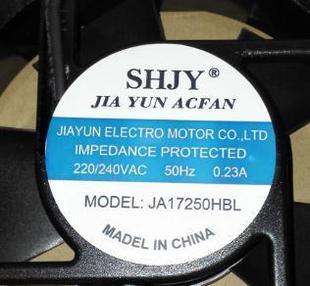 SHJY®
JIA YUN ACFAN
JIAYUN ELECTRO MOTOR CO.,LTD
IMPEDANCE PROTECTED
220/240VAC 50Hz 0.23A
MODEL: JA17250HBL
MADE IN CHINA